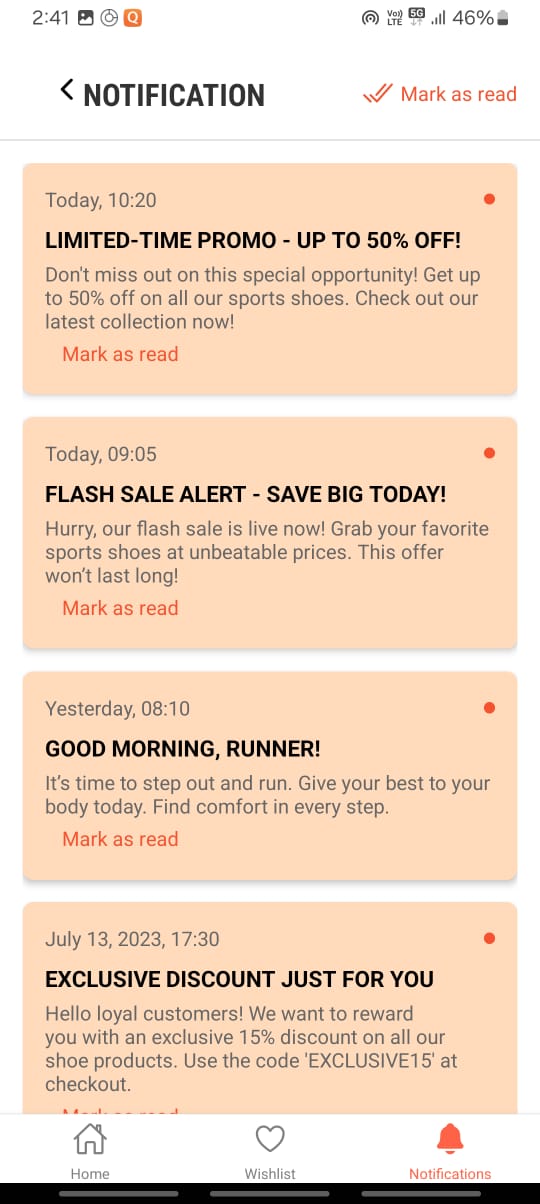 2:41
Q
Vo))
LTE
5G
46%
NOTIFICATION
Mark as read
Today, 10:20
LIMITED-TIME PROMO - UP TO 50% OFF!
Don't miss out on this special opportunity! Get up
to 50% off on all our sports shoes. Check out our
latest collection now!
Mark as read
Today, 09:05
FLASH SALE ALERT - SAVE BIG TODAY!
Hurry, our flash sale is live now! Grab your favorite
sports shoes at unbeatable prices. This offer
won’t last long!
Mark as read
Yesterday, 08:10
GOOD MORNING, RUNNER!
It’s time to step out and run. Give your best to your
body today. Find comfort in every step.
Mark as read
July 13, 2023, 17:30
EXCLUSIVE DISCOUNT JUST FOR YOU
Hello loyal customers! We want to reward
you with an exclusive 15% discount on all our
shoe products. Use the code 'EXCLUSIVE15' at
checkout.
Mark as read
Home
Wishlist
Notifications